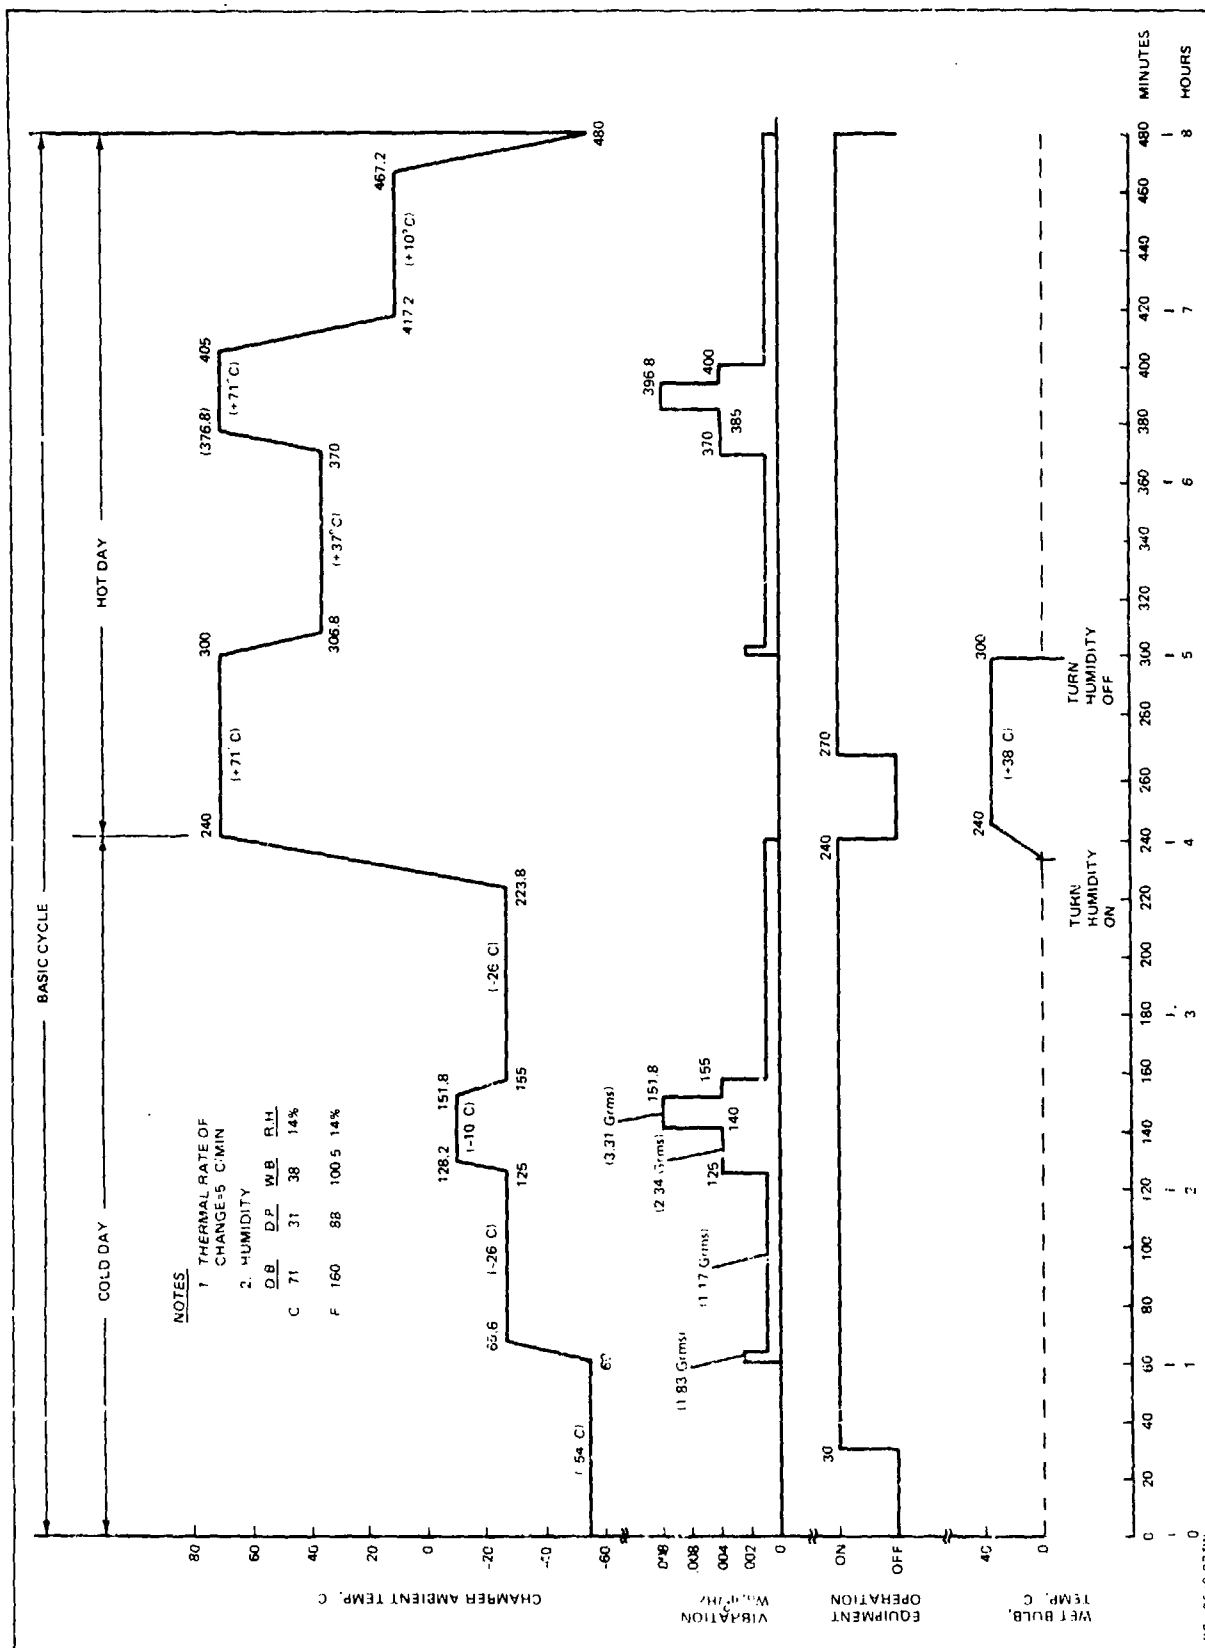 BASIC CYCLE
COLD DAY
HOT DAY
NOTES
1 THERMAL RATE OF
CHANGE=5 C/MIN
2. HUMIDITY
D.B D.P W.B R.H
C 71 31 38 14%
F 160 88 100 5 14%
CHAMBER AMBIENT TEMP, C
80
60
40
20
0
-20
-40
-60
(-54 C)
60
(-26 C)
125
128.2
(-10 C)
151.8
155
(-26 C)
223.8
240
(+71°C)
300
306.8
(+37°C)
370
(376.8)
(+71°C)
405
417.2
(+10°C)
467.2
480
VIBRATION
.008
.004
.002
0
(1 83 Grms)
(1 17 Grms)
(2 34 Grms)
(3.31 Grms)
125
140
151.8
155
370
385
396.8
400
EQUIPMENT
OPERATION
ON
OFF
30
240
270
WET BULB,
TEMP, C
40
0
240
(+38 C)
300
TURN
HUMIDITY
ON
TURN
HUMIDITY
OFF
0 20 40 60 80 100 120 140 160 180 200 220 240 260 280 300 320 340 360 380 400 420 440 460 480 MINUTES
0 1 2 3 4 5 6 7 8 HOURS